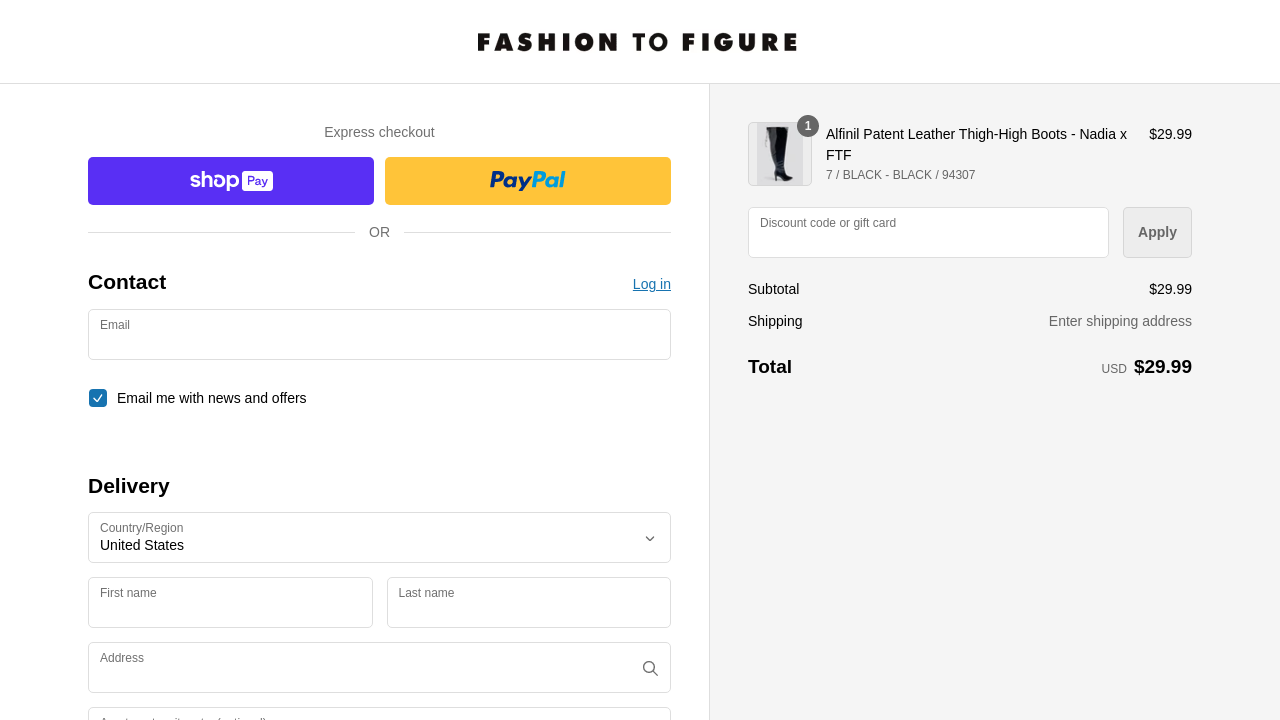 FASHION TO FIGURE
Express checkout
shop Pay
PayPal
OR
Contact
Log in
Email
Email me with news and offers
Delivery
Country/Region
United States
First name
Last name
Address
1
Alfinil Patent Leather Thigh-High Boots - Nadia x
FTF
$29.99
7 / BLACK - BLACK / 94307
Discount code or gift card
Apply
Subtotal
$29.99
Shipping
Enter shipping address
Total
USD $29.99